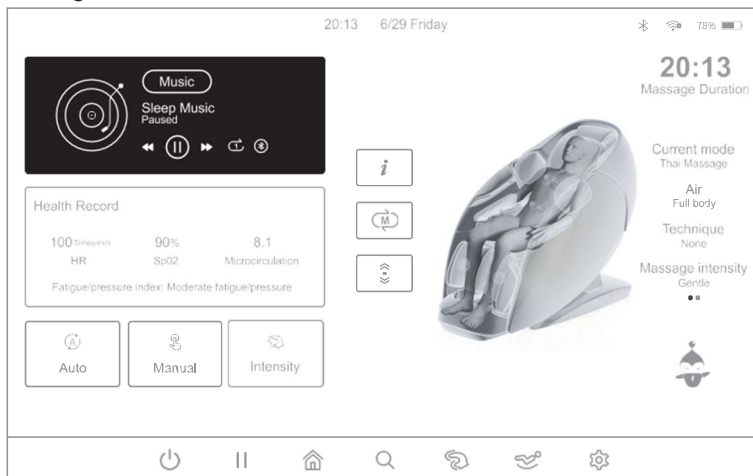 20:13 6/29 Friday
78%
Music
Sleep Music
Paused
Health Record
100 Times/min 90% 8.1
HR Sp02 Microcirculation
Fatigue/pressure index: Moderate fatigue/pressure
Auto Manual Intensity
i
M
20:13
Massage Duration
Current mode
Thai Massage
Air
Full body
Technique
None
Massage intensity
Gentle